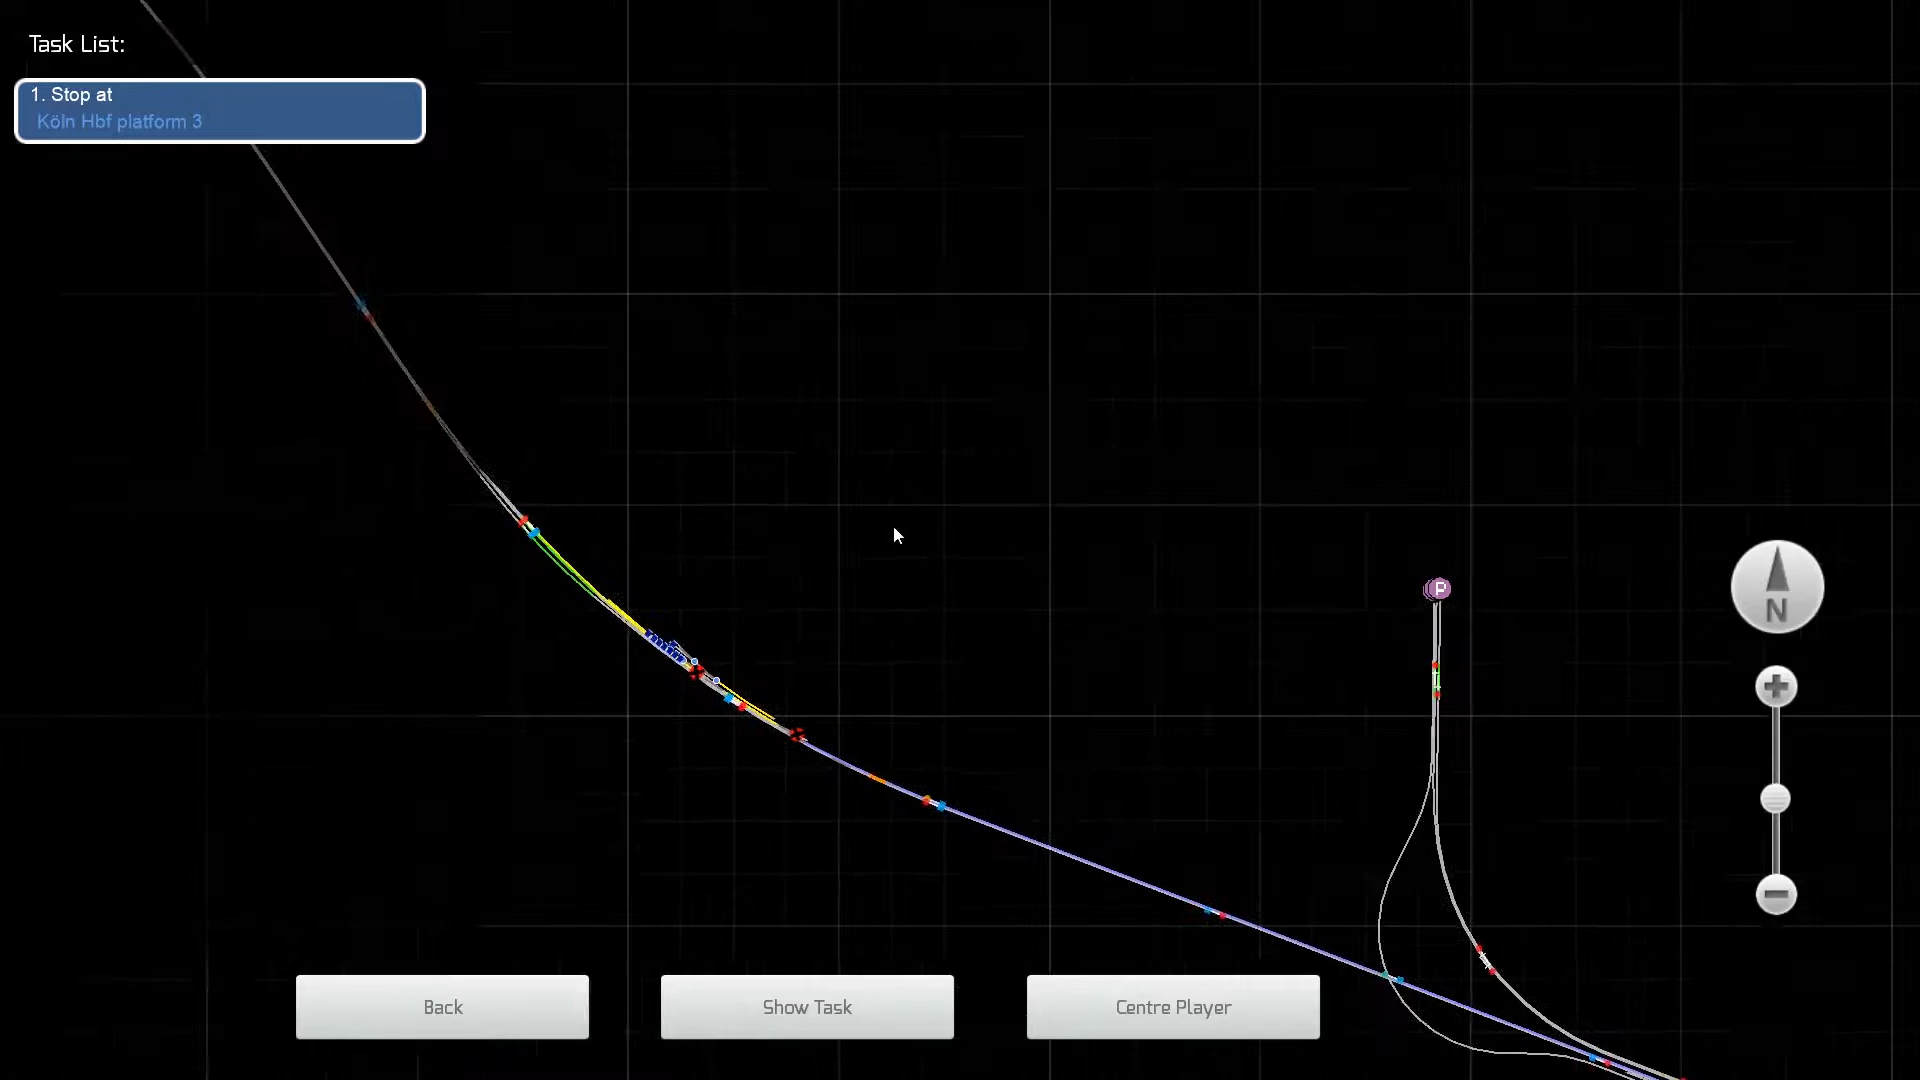 Task List:
1. Stop at
Köln Hbf platform 3
P
N
Back
Show Task
Centre Player